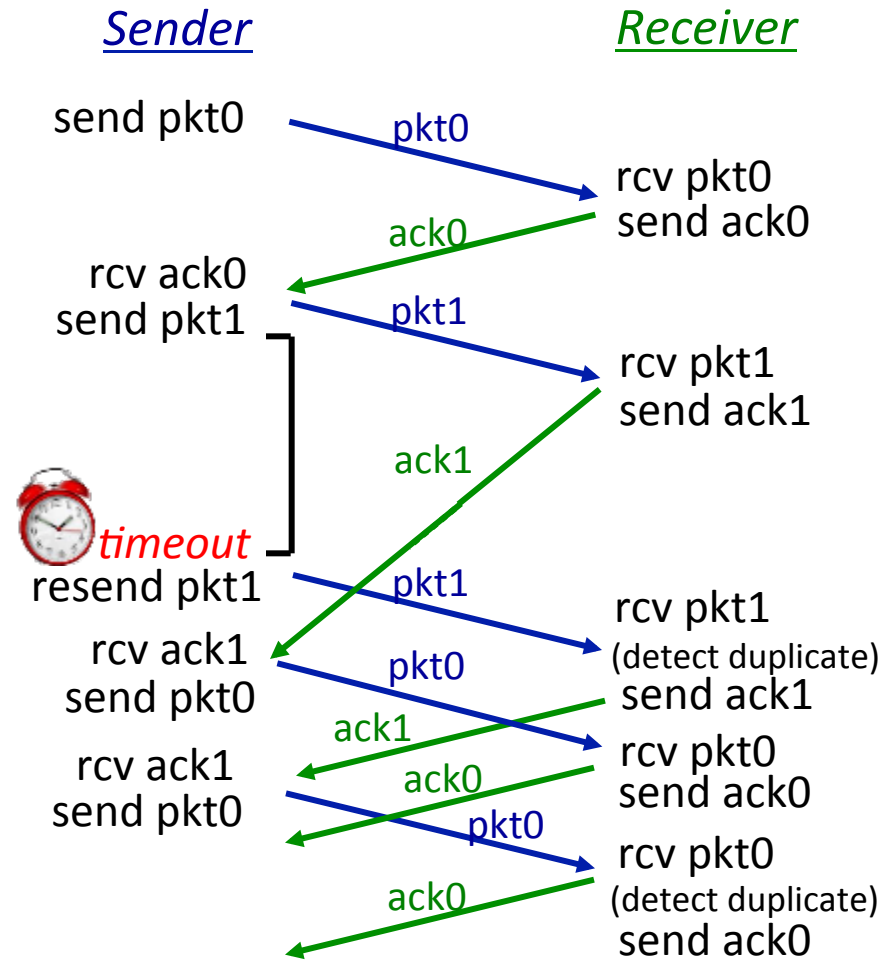 Sender
Receiver
send pkt0
pkt0
rcv pkt0
send ack0
ack0
rcv ack0
send pkt1
pkt1
rcv pkt1
send ack1
ack1
timeout
resend pkt1
pkt1
rcv pkt1
(detect duplicate)
send ack1
rcv ack1
send pkt0
pkt0
ack1
rcv pkt0
send ack0
rcv ack1
send pkt0
ack0
pkt0
rcv pkt0
(detect duplicate)
send ack0
ack0